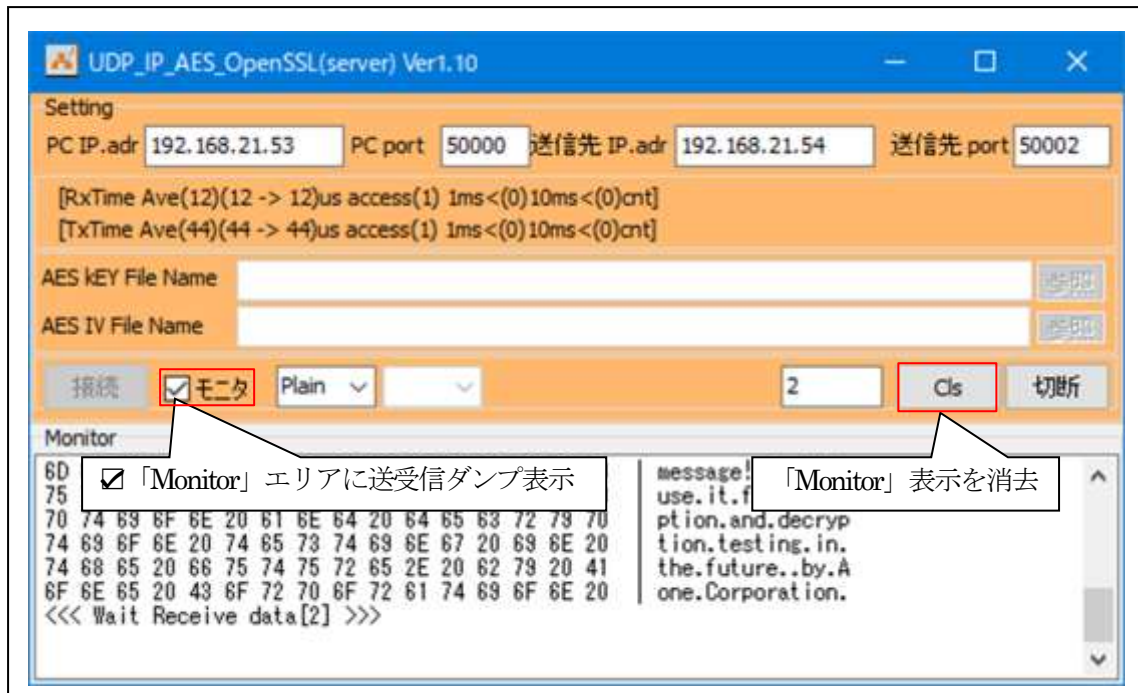 UDP_IP_AES_OpenSSL(server) Ver1.10
Setting
PC IP.adr 192.168.21.53 PC port 50000 送信先 IP.adr 192.168.21.54 送信先 port 50002
[RxTime Ave(12)(12 -> 12)us access(1) 1ms<(0)10ms<(0)cnt]
[TxTime Ave(44)(44 -> 44)us access(1) 1ms<(0)10ms<(0)cnt]
AES kEY File Name 参照
AES IV File Name 参照
接続 モニタ Plain 2 Cls 切断
Monitor
6D message!
☑「Monitor」エリアに送受信ダンプ表示 「Monitor」表示を消去
75 use.it.f
70 74 69 6F 6E 20 61 6E 64 20 64 65 63 72 79 70 ption.and.decryp
74 69 6F 6E 20 74 65 73 74 69 6E 67 20 69 6E 20 tion.testing.in.
74 68 65 20 66 75 74 75 72 65 2E 20 62 79 20 41 the.future..by.A
6F 6E 65 20 43 6F 72 70 6F 72 61 74 69 6F 6E 20 one.Corporation.
<<< Wait Receive data[2] >>>